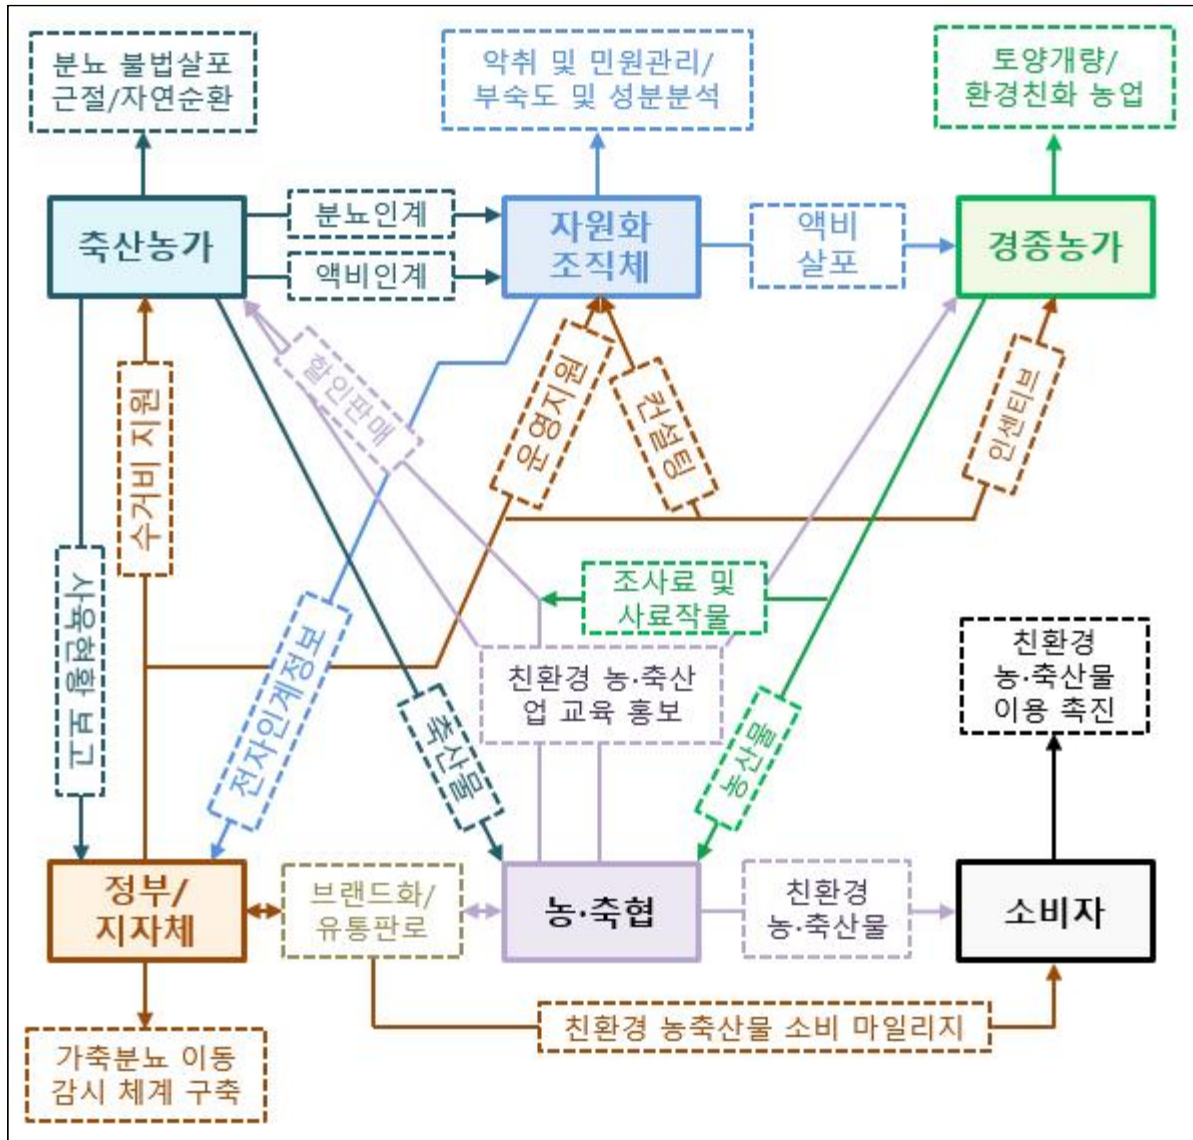 분뇨 불법살포
근절/자연순환
악취 및 민원관리/
부숙도 및 성분분석
토양개량/
환경친화 농업
축산농가
분뇨인계
액비인계
자원화
조직체
액비
살포
경종농가
할인판매
수거비 지원
운영지원
컨설팅
인센티브
사육현황 보고
전자인계정보
조사료 및
사료작물
친환경 농·축산
업 교육 홍보
축산물
농산물
친환경
농·축산물
이용 촉진
정부/
지자체
브랜드화/
유통판로
농·축협
친환경
농·축산물
소비자
친환경 농축산물 소비 마일리지
가축분뇨 이동
감시 체계 구축